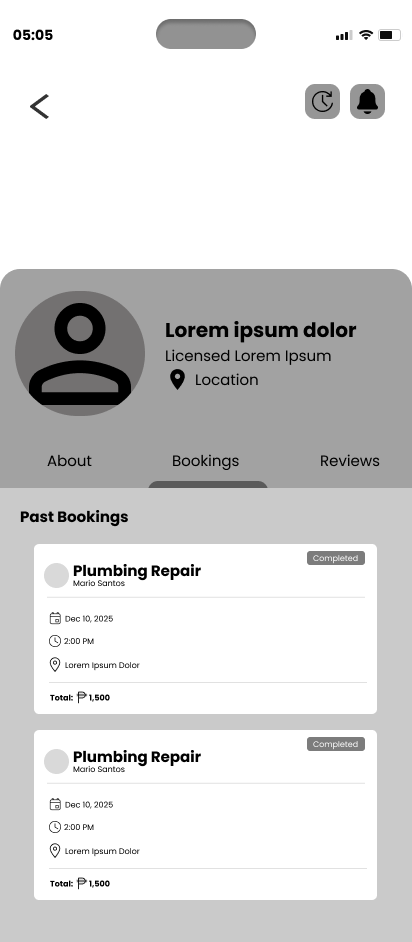 05:05
Lorem ipsum dolor
Licensed Lorem Ipsum
Location
About Bookings Reviews
Past Bookings
Completed
Plumbing Repair
Mario Santos
Dec 10, 2025
2:00 PM
Lorem Ipsum Dolor
Total: ₱ 1,500
Completed
Plumbing Repair
Mario Santos
Dec 10, 2025
2:00 PM
Lorem Ipsum Dolor
Total: ₱ 1,500